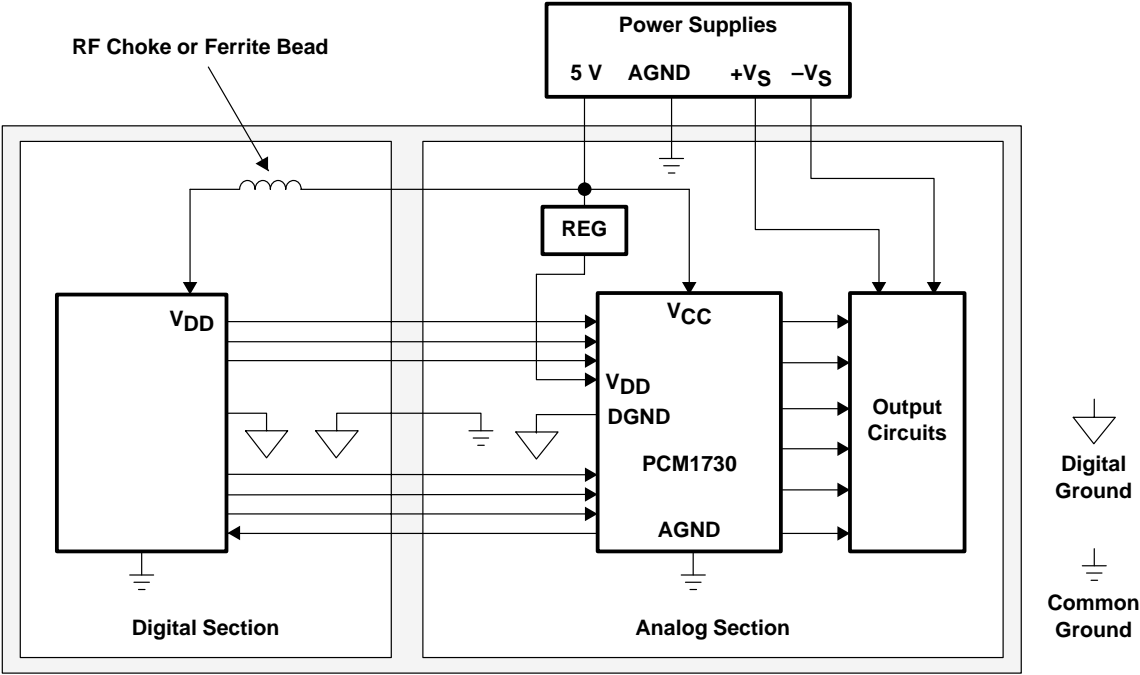 Power Supplies
RF Choke or Ferrite Bead
5 V AGND +VS –VS
REG
VDD
VCC
VDD
DGND
Output
Circuits
PCM1730
Digital
Ground
AGND
Common
Ground
Digital Section
Analog Section